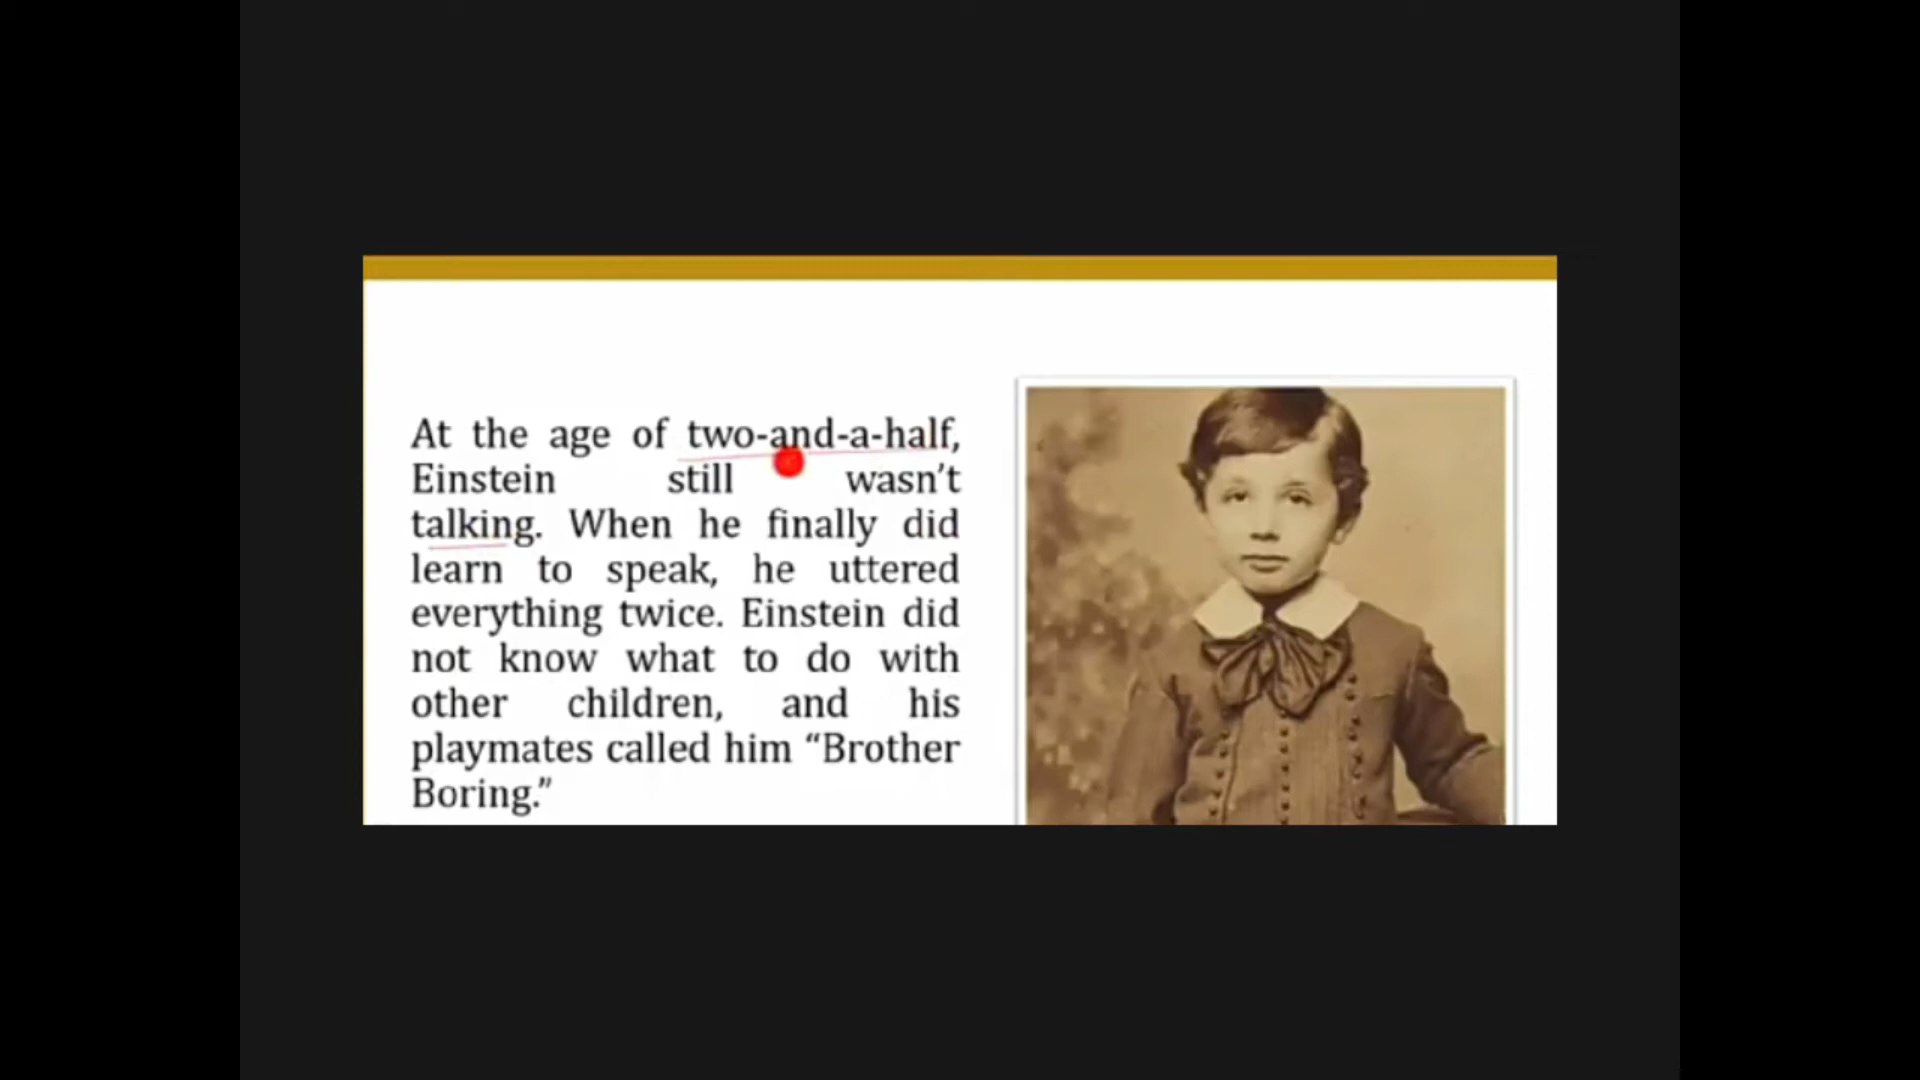 At the age of two-and-a-half,
Einstein still wasn’t
talking. When he finally did
learn to speak, he uttered
everything twice. Einstein did
not know what to do with
other children, and his
playmates called him “Brother
Boring.”